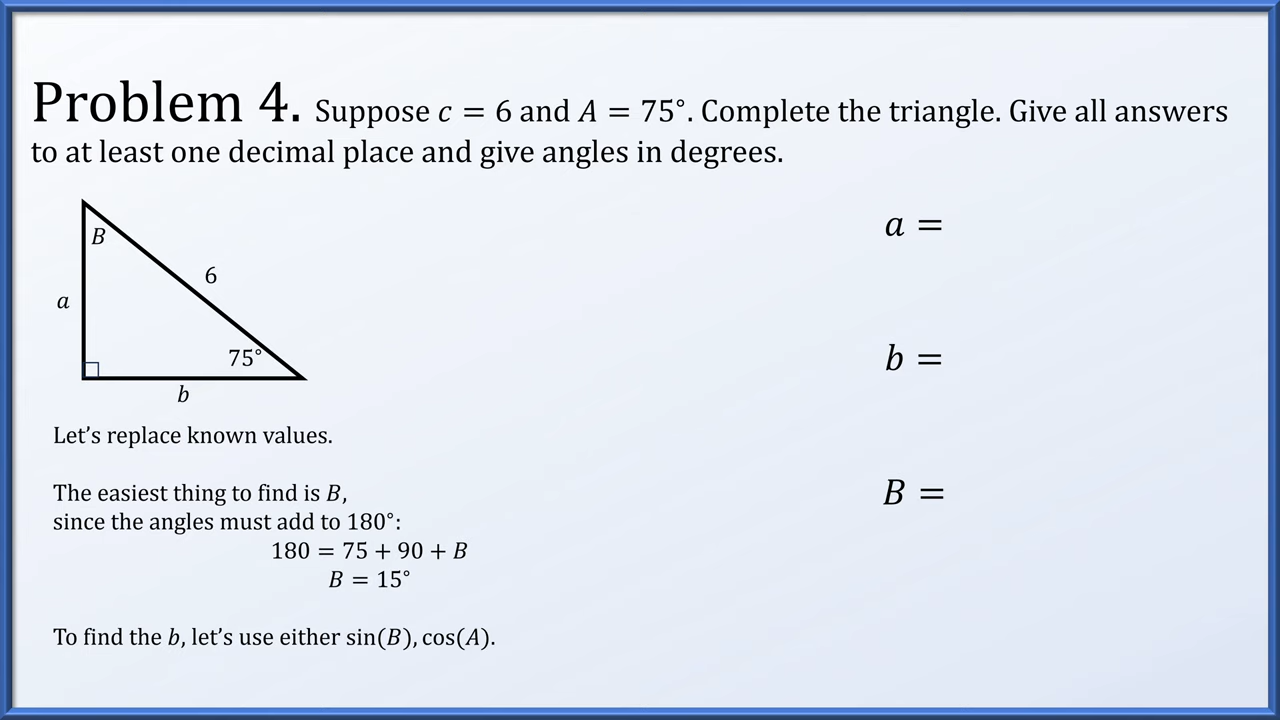 Problem 4. Suppose c = 6 and A = 75°. Complete the triangle. Give all answers
to at least one decimal place and give angles in degrees.
B
6
a
75°
b
a =
b =
B =
Let’s replace known values.
The easiest thing to find is B,
since the angles must add to 180°:
180 = 75 + 90 + B
B = 15°
To find the b, let’s use either sin(B), cos(A).